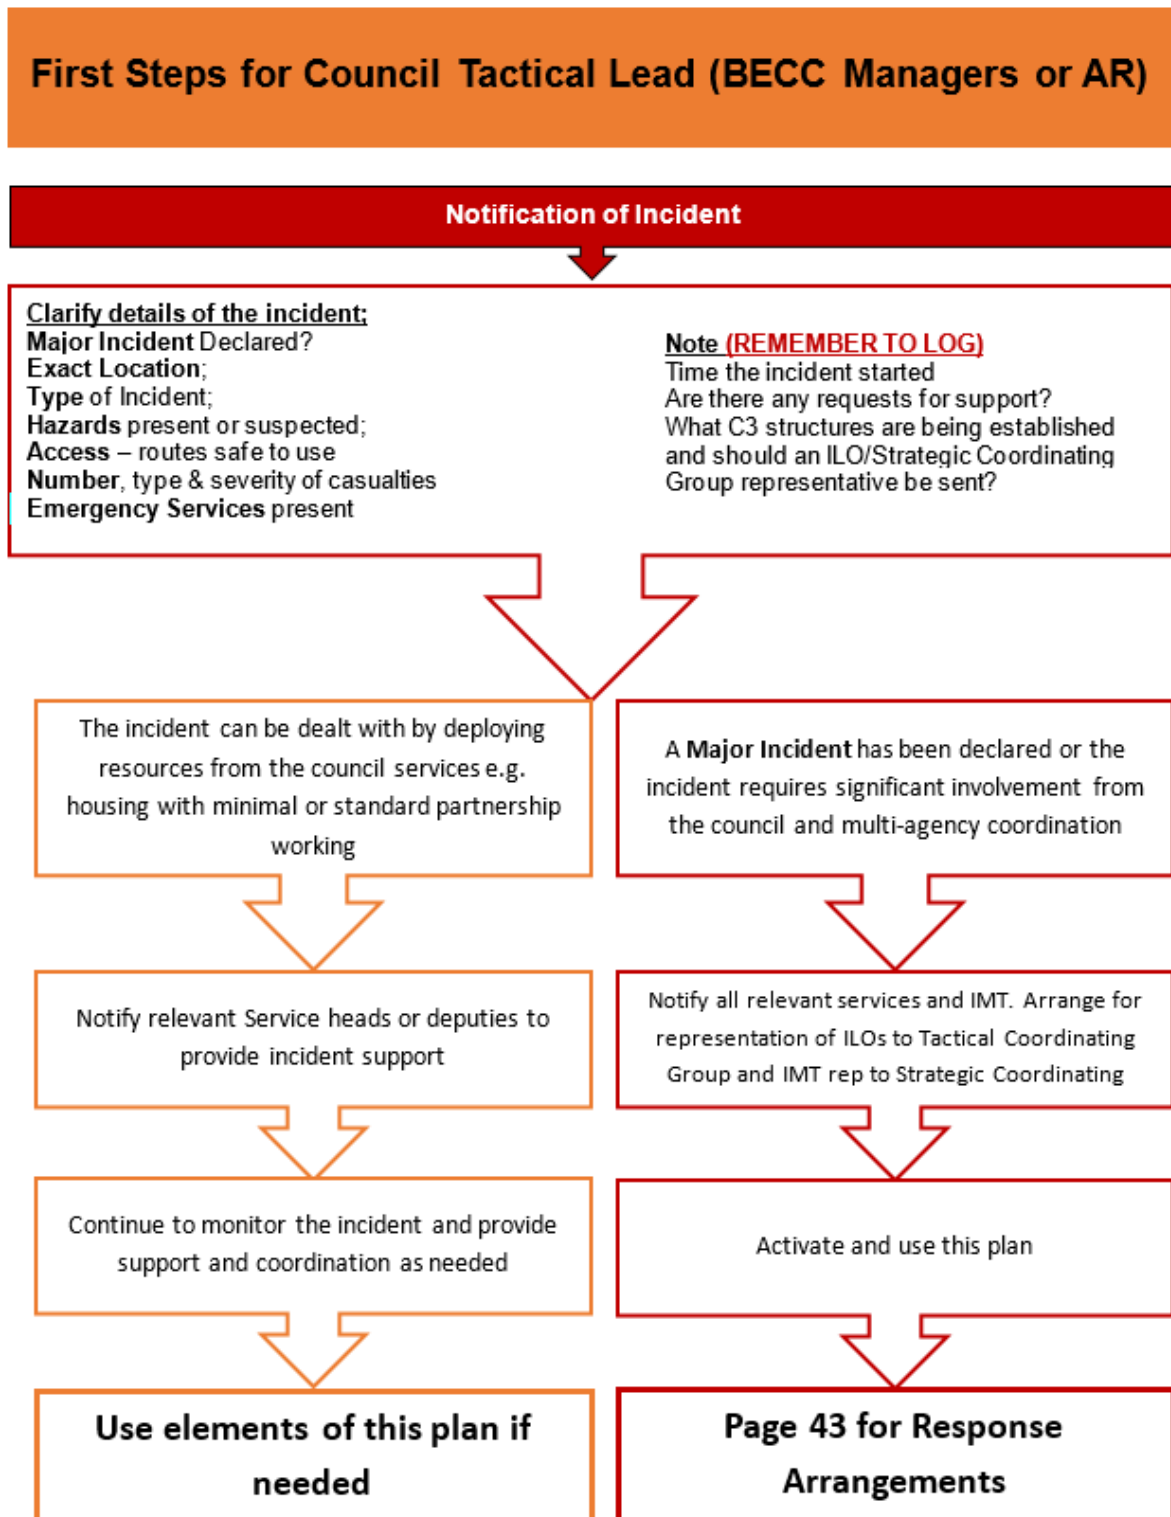 First Steps for Council Tactical Lead (BECC Managers or AR)
Notification of Incident
Clarify details of the incident;
Major Incident Declared?
Exact Location;
Type of Incident;
Hazards present or suspected;
Access – routes safe to use
Number, type & severity of casualties
Emergency Services present
Note (REMEMBER TO LOG)
Time the incident started
Are there any requests for support?
What C3 structures are being established
and should an ILO/Strategic Coordinating
Group representative be sent?
The incident can be dealt with by deploying
resources from the council services e.g.
housing with minimal or standard partnership
working
A Major Incident has been declared or the
incident requires significant involvement from
the council and multi-agency coordination
Notify relevant Service heads or deputies to
provide incident support
Notify all relevant services and IMT. Arrange for
representation of ILOs to Tactical Coordinating
Group and IMT rep to Strategic Coordinating
Continue to monitor the incident and provide
support and coordination as needed
Activate and use this plan
Use elements of this plan if
needed
Page 43 for Response
Arrangements